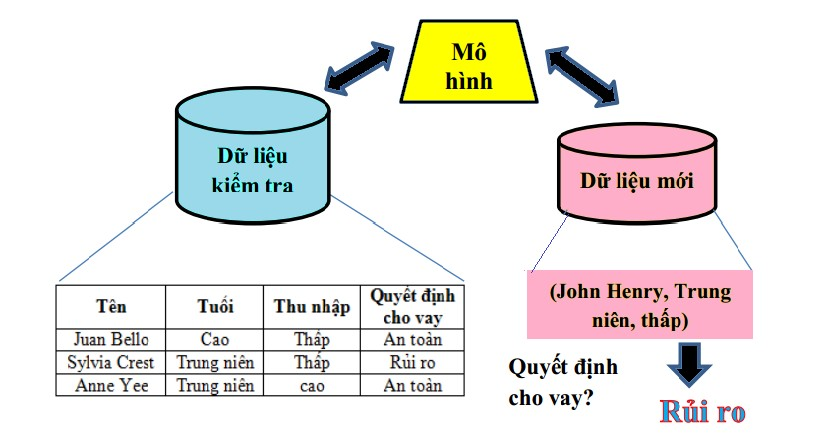 Mô
hình
Dữ liệu
kiểm tra
Dữ liệu mới
Tên Tuổi Thu nhập Quyết định
cho vay
Juan Bello Cao Thấp An toàn
Sylvia Crest Trung niên Thấp Rủi ro
Anne Yee Trung niên cao An toàn
(John Henry, Trung
niên, thấp)
Quyết định
cho vay?
Rủi ro